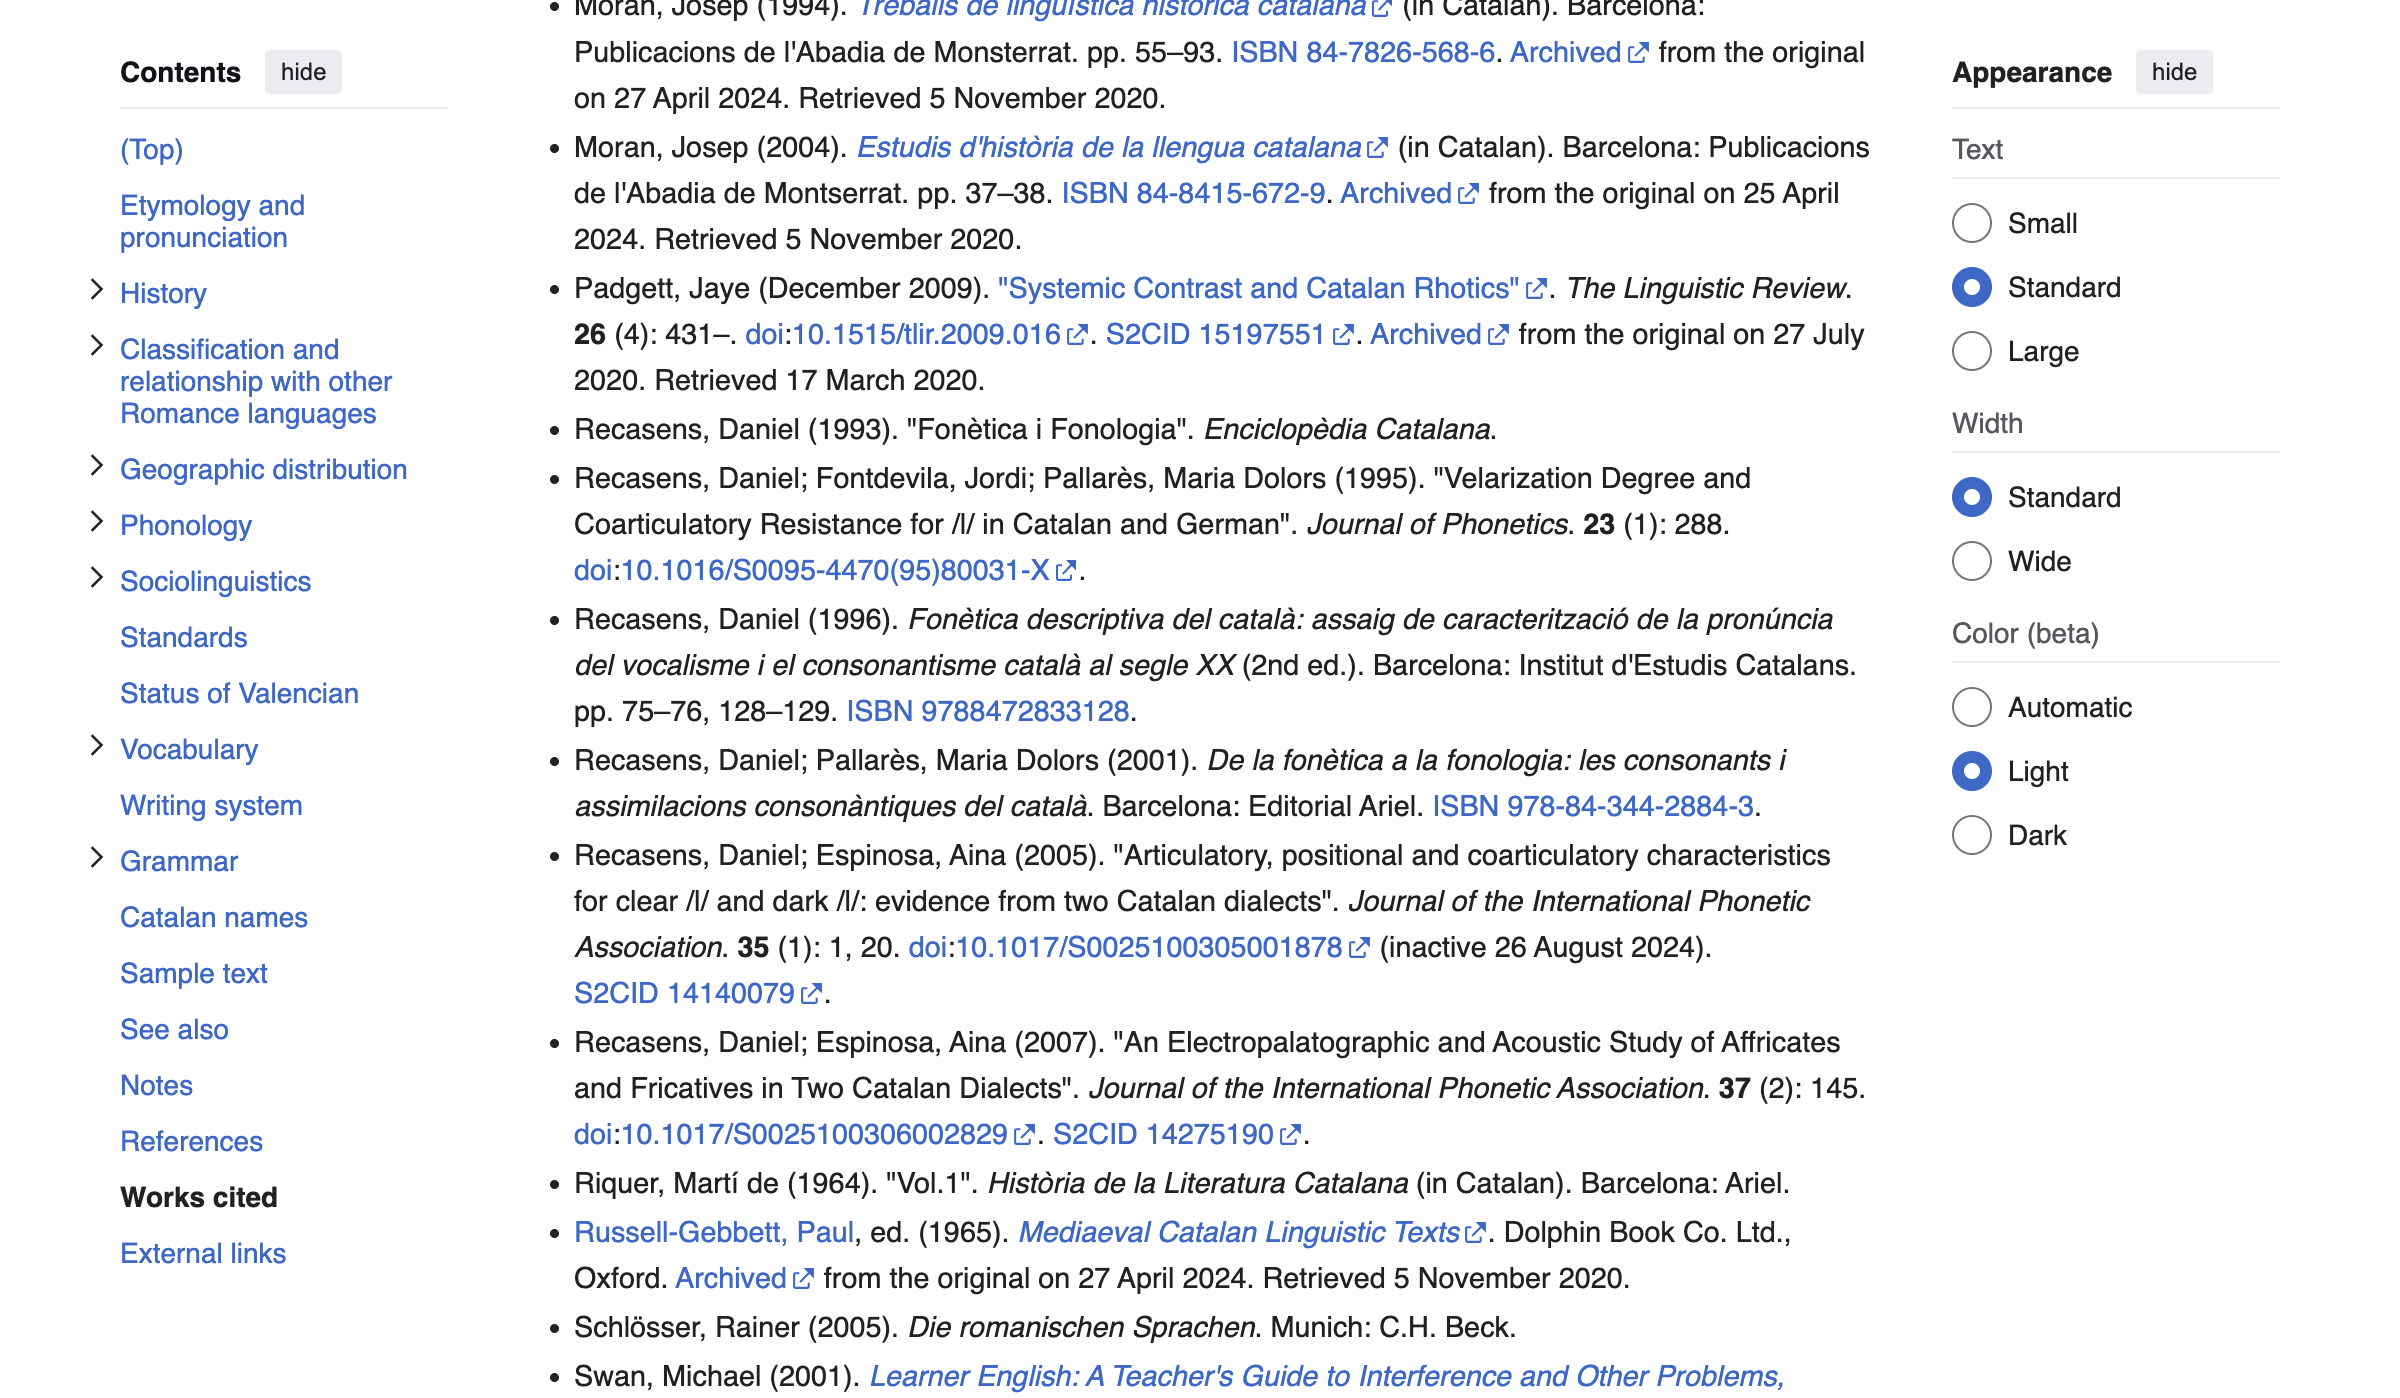 Contents hide
(Top)
Etymology and
pronunciation
History
Classification and
relationship with other
Romance languages
Geographic distribution
Phonology
Sociolinguistics
Standards
Status of Valencian
Vocabulary
Writing system
Grammar
Catalan names
Sample text
See also
Notes
References
Works cited
External links
Moran, Josep (1994). Treballs de lingüística històrica catalana (in Catalan). Barcelona:
Publicacions de l'Abadia de Monsterrat. pp. 55–93. ISBN 84-7826-568-6. Archived from the original
on 27 April 2024. Retrieved 5 November 2020.
Moran, Josep (2004). Estudis d'història de la llengua catalana (in Catalan). Barcelona: Publicacions
de l'Abadia de Montserrat. pp. 37–38. ISBN 84-8415-672-9. Archived from the original on 25 April
2024. Retrieved 5 November 2020.
Padgett, Jaye (December 2009). "Systemic Contrast and Catalan Rhotics". The Linguistic Review.
26 (4): 431–. doi:10.1515/tlir.2009.016. S2CID 15197551. Archived from the original on 27 July
2020. Retrieved 17 March 2020.
Recasens, Daniel (1993). "Fonètica i Fonologia". Enciclopèdia Catalana.
Recasens, Daniel; Fontdevila, Jordi; Pallarès, Maria Dolors (1995). "Velarization Degree and
Coarticulatory Resistance for /l/ in Catalan and German". Journal of Phonetics. 23 (1): 288.
doi:10.1016/S0095-4470(95)80031-X.
Recasens, Daniel (1996). Fonètica descriptiva del català: assaig de caracterització de la pronúncia
del vocalisme i el consonantisme català al segle XX (2nd ed.). Barcelona: Institut d'Estudis Catalans.
pp. 75–76, 128–129. ISBN 9788472833128.
Recasens, Daniel; Pallarès, Maria Dolors (2001). De la fonètica a la fonologia: les consonants i
assimilacions consonàntiques del català. Barcelona: Editorial Ariel. ISBN 978-84-344-2884-3.
Recasens, Daniel; Espinosa, Aina (2005). "Articulatory, positional and coarticulatory characteristics
for clear /l/ and dark /l/: evidence from two Catalan dialects". Journal of the International Phonetic
Association. 35 (1): 1, 20. doi:10.1017/S0025100305001878 (inactive 26 August 2024).
S2CID 14140079.
Recasens, Daniel; Espinosa, Aina (2007). "An Electropalatographic and Acoustic Study of Affricates
and Fricatives in Two Catalan Dialects". Journal of the International Phonetic Association. 37 (2): 145.
doi:10.1017/S0025100306002829. S2CID 14275190.
Riquer, Martí de (1964). "Vol.1". Història de la Literatura Catalana (in Catalan). Barcelona: Ariel.
Russell-Gebbett, Paul, ed. (1965). Mediaeval Catalan Linguistic Texts. Dolphin Book Co. Ltd.,
Oxford. Archived from the original on 27 April 2024. Retrieved 5 November 2020.
Schlösser, Rainer (2005). Die romanischen Sprachen. Munich: C.H. Beck.
Swan, Michael (2001). Learner English: A Teacher's Guide to Interference and Other Problems,
Appearance hide
Text
Small
Standard
Large
Width
Standard
Wide
Color (beta)
Automatic
Light
Dark